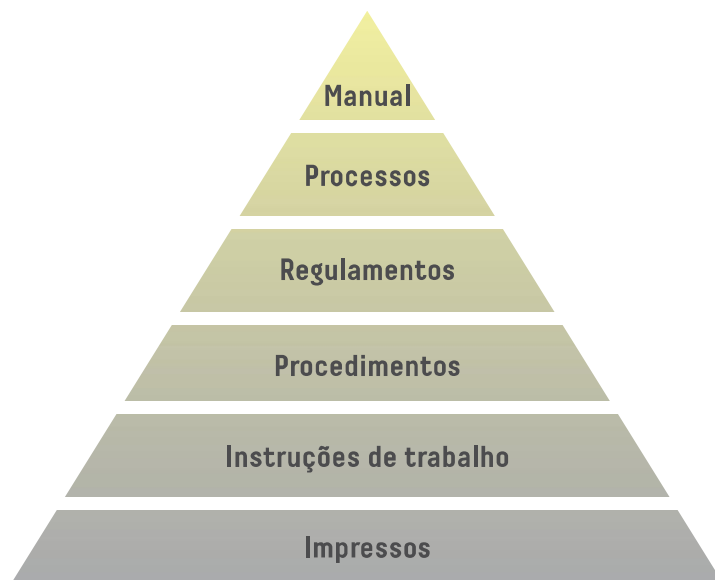 Manual
Processos
Regulamentos
Procedimentos
Instruções de trabalho
Impressos